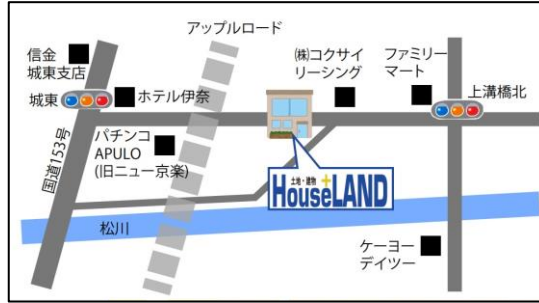 アップルロード
信金
城東支店
城東
ホテル伊奈
(株)コクサイ
リーシング
ファミリー
マート
上溝橋北
国道153号
パチンコ
APULO
(旧ニュー京楽)
土地・建物
HouseLAND
松川
ケーヨー
デイツー